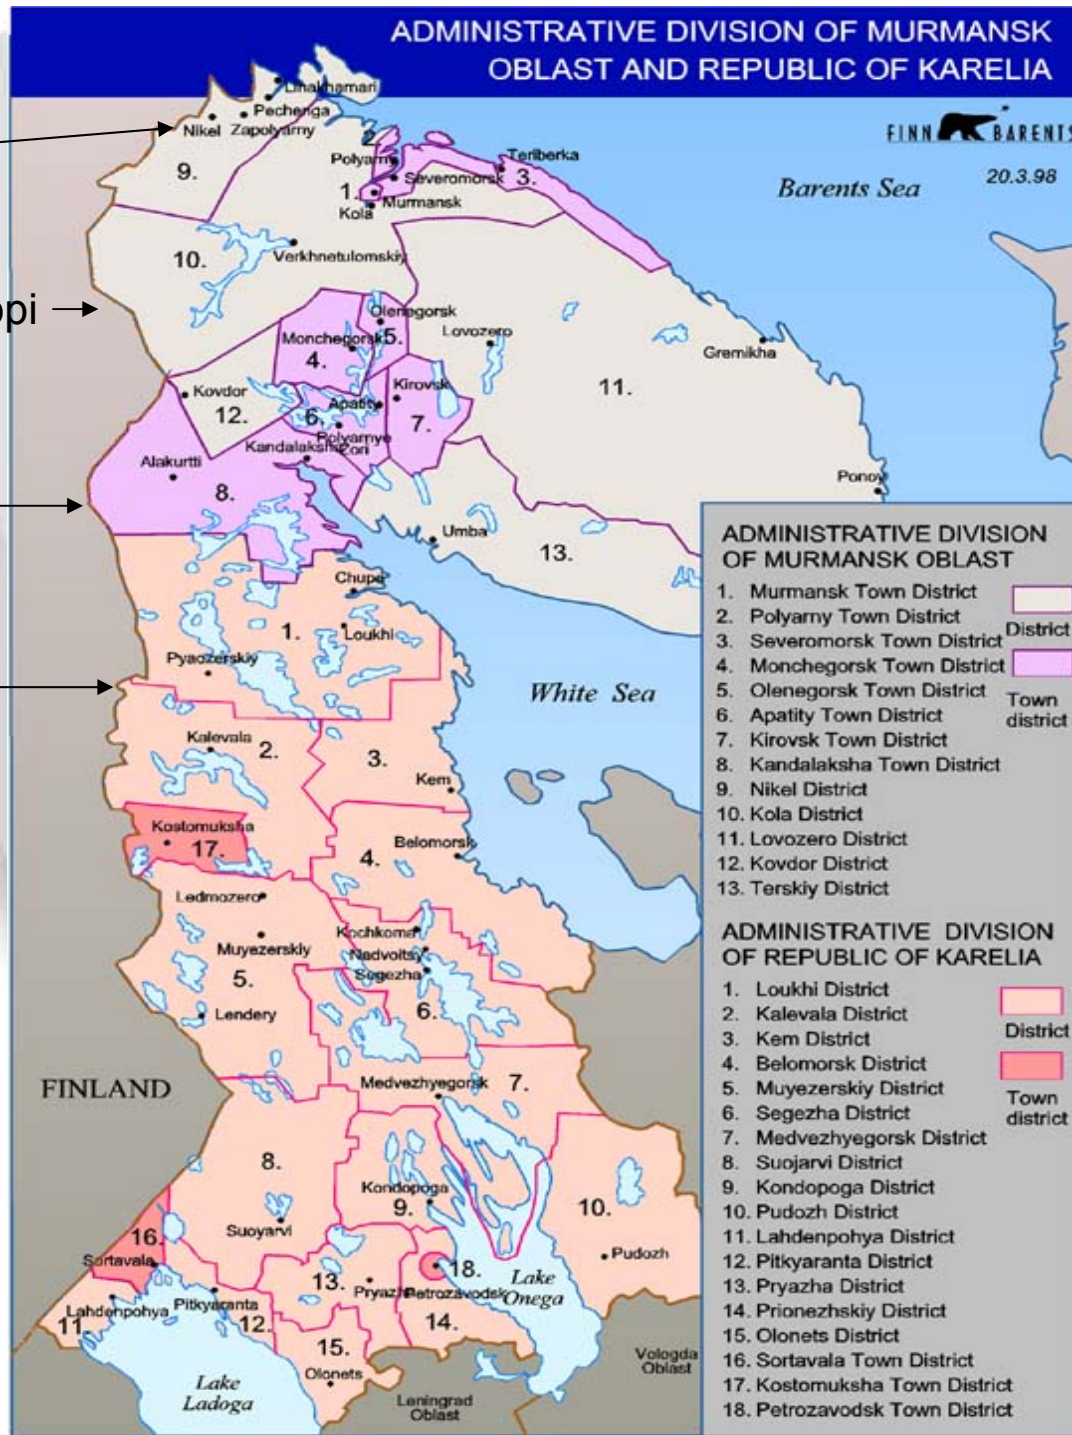 ADMINISTRATIVE DIVISION OF MURMANSK
OBLAST AND REPUBLIC OF KARELIA
FINN BARENTS
20.3.98
Barents Sea
Liinakhamari
Pechenga
Nikel
Zapolyarny
9.
2.
Polyarny
Teriberka
3.
Severomorsk
1.
Murmansk
Kola
10.
Verkhnetulomskiy
ppi
Olenegorsk
5.
Lovozero
Monchegorsk
4.
Gremikha
Kovdor
12.
Kirovsk
11.
Apatity
6.
7.
Polyarnye
Zori
Kandalaksha
Alakurtti
8.
Ponoy
Umba
13.
Chupa
1.
Loukhi
Pyaozerskiy
White Sea
Kalevala
2.
3.
Kem
Kostomuksha
17.
Belomorsk
4.
Ledmozero
Kochkoma
Muyezerskiy
Nadvoitsy
Segezha
5.
Lendery
6.
FINLAND
Medvezhyegorsk
7.
8.
Kondopoga
9.
10.
Suoyarvi
Pudozh
16.
Sortavala
13.
Pryazha
18.
Petrozavodsk
Lake
Onega
Lahdenpohya
Pitkyaranta
11.
12.
14.
15.
Olonets
Lake
Ladoga
Leningrad
Oblast
Vologda
Oblast
ADMINISTRATIVE DIVISION
OF MURMANSK OBLAST
1. Murmansk Town District
2. Polyarny Town District
3. Severomorsk Town District
4. Monchegorsk Town District
5. Olenegorsk Town District
6. Apatity Town District
7. Kirovsk Town District
8. Kandalaksha Town District
9. Nikel District
10. Kola District
11. Lovozero District
12. Kovdor District
13. Terskiy District
District
Town
district
ADMINISTRATIVE DIVISION
OF REPUBLIC OF KARELIA
1. Loukhi District
2. Kalevala District
3. Kem District
4. Belomorsk District
5. Muyezerskiy District
6. Segezha District
7. Medvezhyegorsk District
8. Suojarvi District
9. Kondopoga District
10. Pudozh District
11. Lahdenpohya District
12. Pitkyaranta District
13. Pryazha District
14. Prionezhskiy District
15. Olonets District
16. Sortavala Town District
17. Kostomuksha Town District
18. Petrozavodsk Town District
District
Town
district